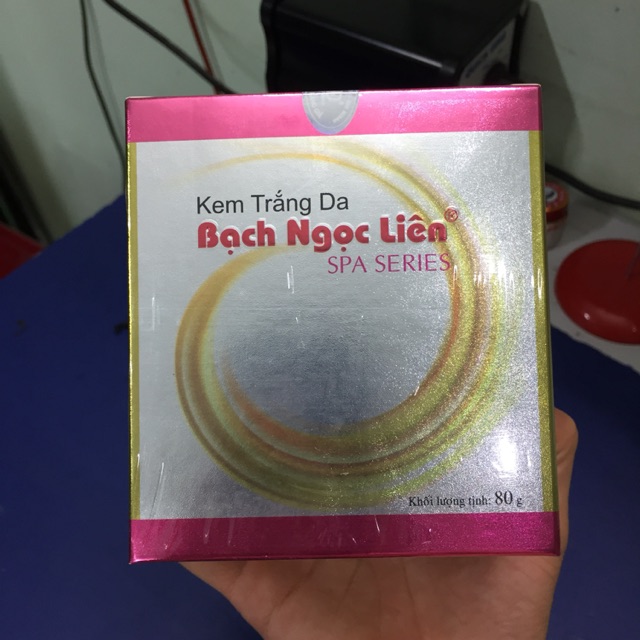 Kem Trắng Da
Bạch Ngọc Liên®
SPA SERIES
Khối lượng tịnh: 80 g